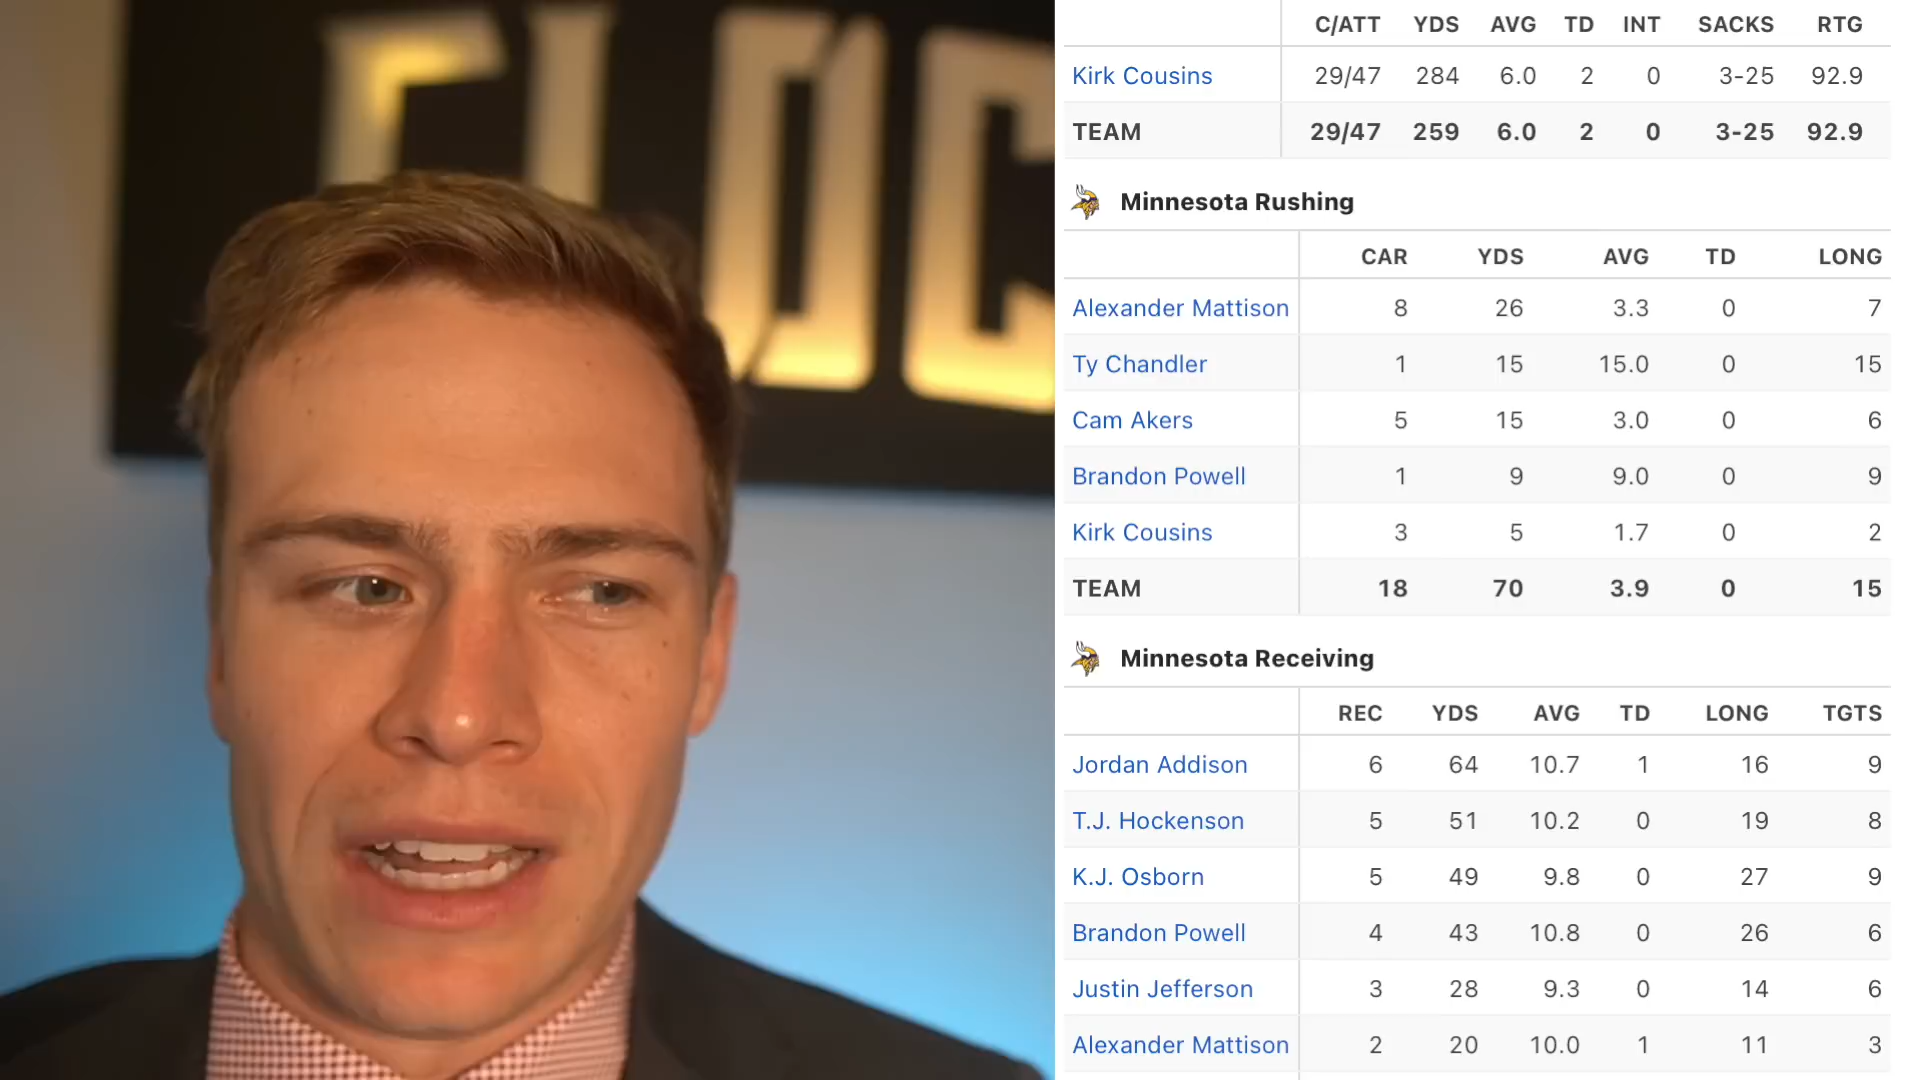 FLOC
C/ATT YDS AVG TD INT SACKS RTG
Kirk Cousins 29/47 284 6.0 2 0 3-25 92.9
TEAM 29/47 259 6.0 2 0 3-25 92.9
Minnesota Rushing
CAR YDS AVG TD LONG
Alexander Mattison 8 26 3.3 0 7
Ty Chandler 1 15 15.0 0 15
Cam Akers 5 15 3.0 0 6
Brandon Powell 1 9 9.0 0 9
Kirk Cousins 3 5 1.7 0 2
TEAM 18 70 3.9 0 15
Minnesota Receiving
REC YDS AVG TD LONG TGTS
Jordan Addison 6 64 10.7 1 16 9
T.J. Hockenson 5 51 10.2 0 19 8
K.J. Osborn 5 49 9.8 0 27 9
Brandon Powell 4 43 10.8 0 26 6
Justin Jefferson 3 28 9.3 0 14 6
Alexander Mattison 2 20 10.0 1 11 3